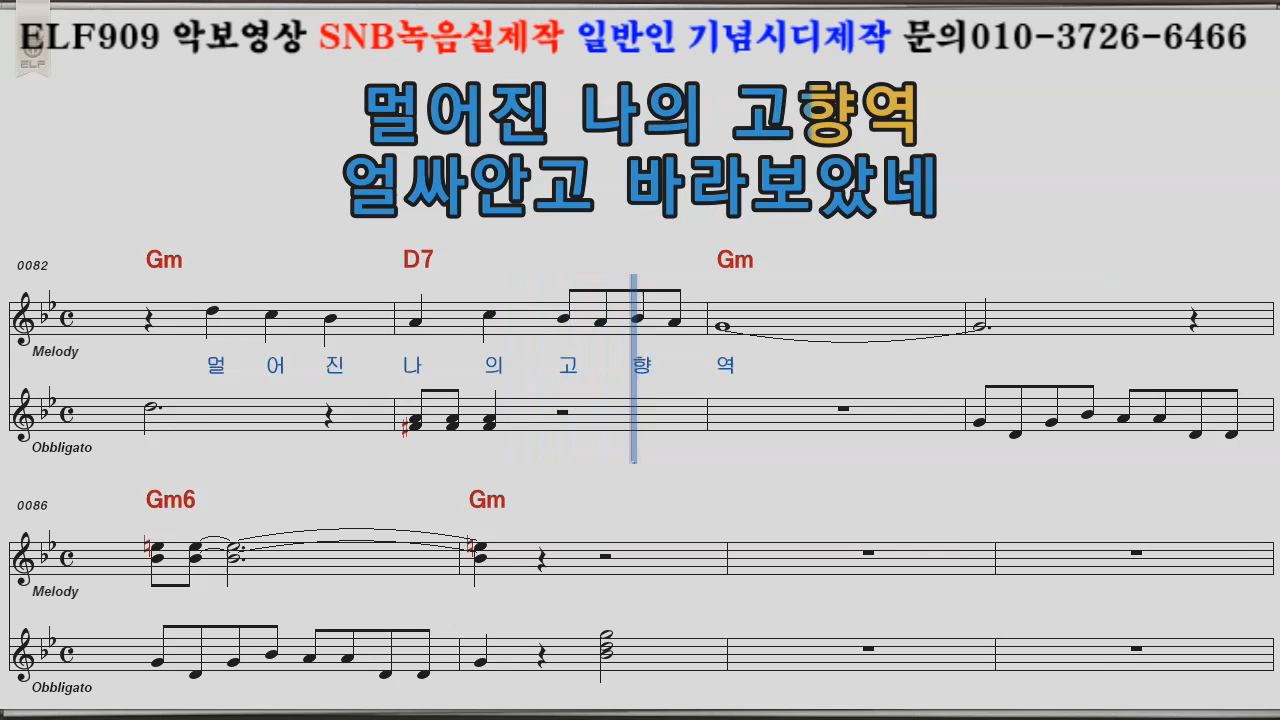 ELF909 악보영상 SNB녹음실제작 일반인 기념시디제작 문의010-3726-6466
ELF
멀어진 나의 고향역
얼싸안고 바라보았네
Gm D7 Gm
0082
Melody
멀 어 진 나 의 고 향 역
Obbligato
Gm6 Gm
0086
Melody
Obbligato